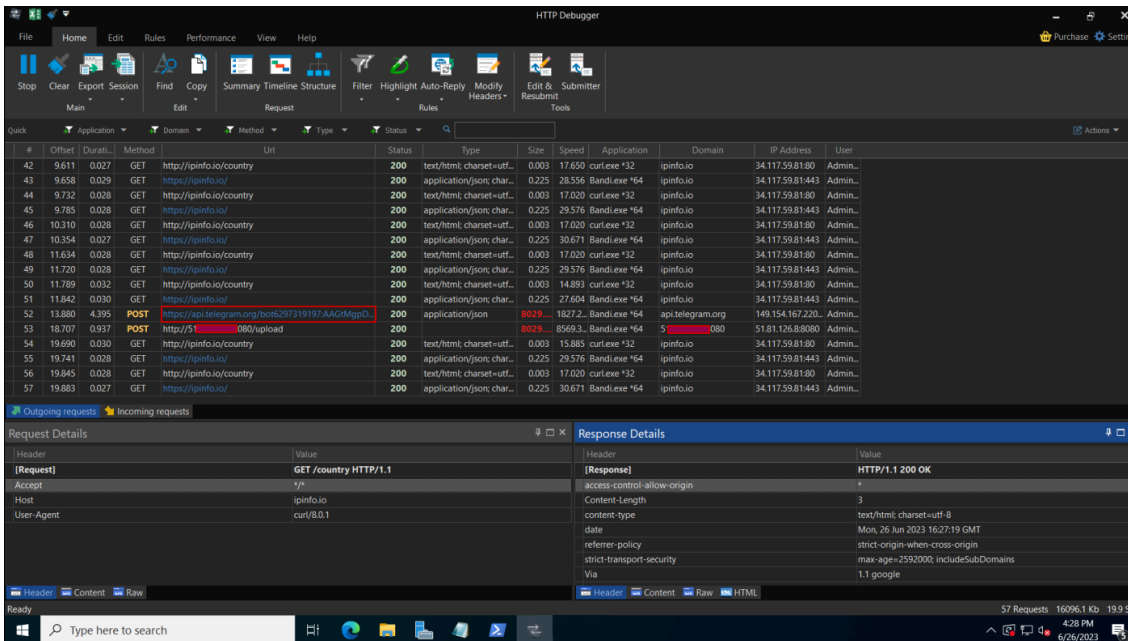 HTTP Debugger
File Home Edit Rules Performance View Help Purchase Settin
Stop Clear Export Session Find Copy Summary Timeline Structure Filter Highlight Auto-Reply Modify Headers Edit & Resubmit Submitter
Main Edit Request Rules Tools
Quick Application Domain Method Type Status Actions
# Offset Durati... Method Url Status Type Size Speed Application Domain IP Address User
42 9.611 0.027 GET http://ipinfo.io/country 200 text/html; charset=utf... 0.003 17.650 curl.exe *32 ipinfo.io 34.117.59.81:80 Admin...
43 9.658 0.029 GET https://ipinfo.io/ 200 application/json; char... 0.225 28.556 Bandi.exe *64 ipinfo.io 34.117.59.81:443 Admin...
44 9.732 0.028 GET http://ipinfo.io/country 200 text/html; charset=utf... 0.003 17.020 curl.exe *32 ipinfo.io 34.117.59.81:80 Admin...
45 9.785 0.028 GET https://ipinfo.io/ 200 application/json; char... 0.225 29.576 Bandi.exe *64 ipinfo.io 34.117.59.81:443 Admin...
46 10.310 0.028 GET http://ipinfo.io/country 200 text/html; charset=utf... 0.003 17.020 curl.exe *32 ipinfo.io 34.117.59.81:80 Admin...
47 10.354 0.027 GET https://ipinfo.io/ 200 application/json; char... 0.225 30.671 Bandi.exe *64 ipinfo.io 34.117.59.81:443 Admin...
48 11.634 0.028 GET http://ipinfo.io/country 200 text/html; charset=utf... 0.003 17.020 curl.exe *32 ipinfo.io 34.117.59.81:80 Admin...
49 11.720 0.028 GET https://ipinfo.io/ 200 application/json; char... 0.225 29.576 Bandi.exe *64 ipinfo.io 34.117.59.81:443 Admin...
50 11.789 0.032 GET http://ipinfo.io/country 200 text/html; charset=utf... 0.003 14.893 curl.exe *32 ipinfo.io 34.117.59.81:80 Admin...
51 11.842 0.030 GET https://ipinfo.io/ 200 application/json; char... 0.225 27.604 Bandi.exe *64 ipinfo.io 34.117.59.81:443 Admin...
52 13.880 4.395 POST https://api.telegram.org/bot6297319197:AAGtMgpD... 200 application/json 8029.... 1827.2... Bandi.exe *64 api.telegram.org 149.154.167.220... Admin...
53 18.707 0.937 POST http://51 080/upload 200 8029.... 8569.3... Bandi.exe *64 5 080 51.81.126.8:8080 Admin...
54 19.690 0.030 GET http://ipinfo.io/country 200 text/html; charset=utf... 0.003 15.885 curl.exe *32 ipinfo.io 34.117.59.81:80 Admin...
55 19.741 0.028 GET https://ipinfo.io/ 200 application/json; char... 0.225 29.576 Bandi.exe *64 ipinfo.io 34.117.59.81:443 Admin...
56 19.845 0.028 GET http://ipinfo.io/country 200 text/html; charset=utf... 0.003 17.020 curl.exe *32 ipinfo.io 34.117.59.81:80 Admin...
57 19.883 0.027 GET https://ipinfo.io/ 200 application/json; char... 0.225 30.671 Bandi.exe *64 ipinfo.io 34.117.59.81:443 Admin...
Outgoing requests Incoming requests
Request Details
Header Value
[Request] GET /country HTTP/1.1
Accept */*
Host ipinfo.io
User-Agent curl/8.0.1
Header Content Raw
Response Details
Header Value
[Response] HTTP/1.1 200 OK
access-control-allow-origin *
Content-Length 3
content-type text/html; charset=utf-8
date Mon, 26 Jun 2023 16:27:19 GMT
referrer-policy strict-origin-when-cross-origin
strict-transport-security max-age=2592000; includeSubDomains
Via 1.1 google
Header Content Raw HTML
Ready 57 Requests 16096.1 Kb 19.9 S
Type here to search
4:28 PM
6/26/2023